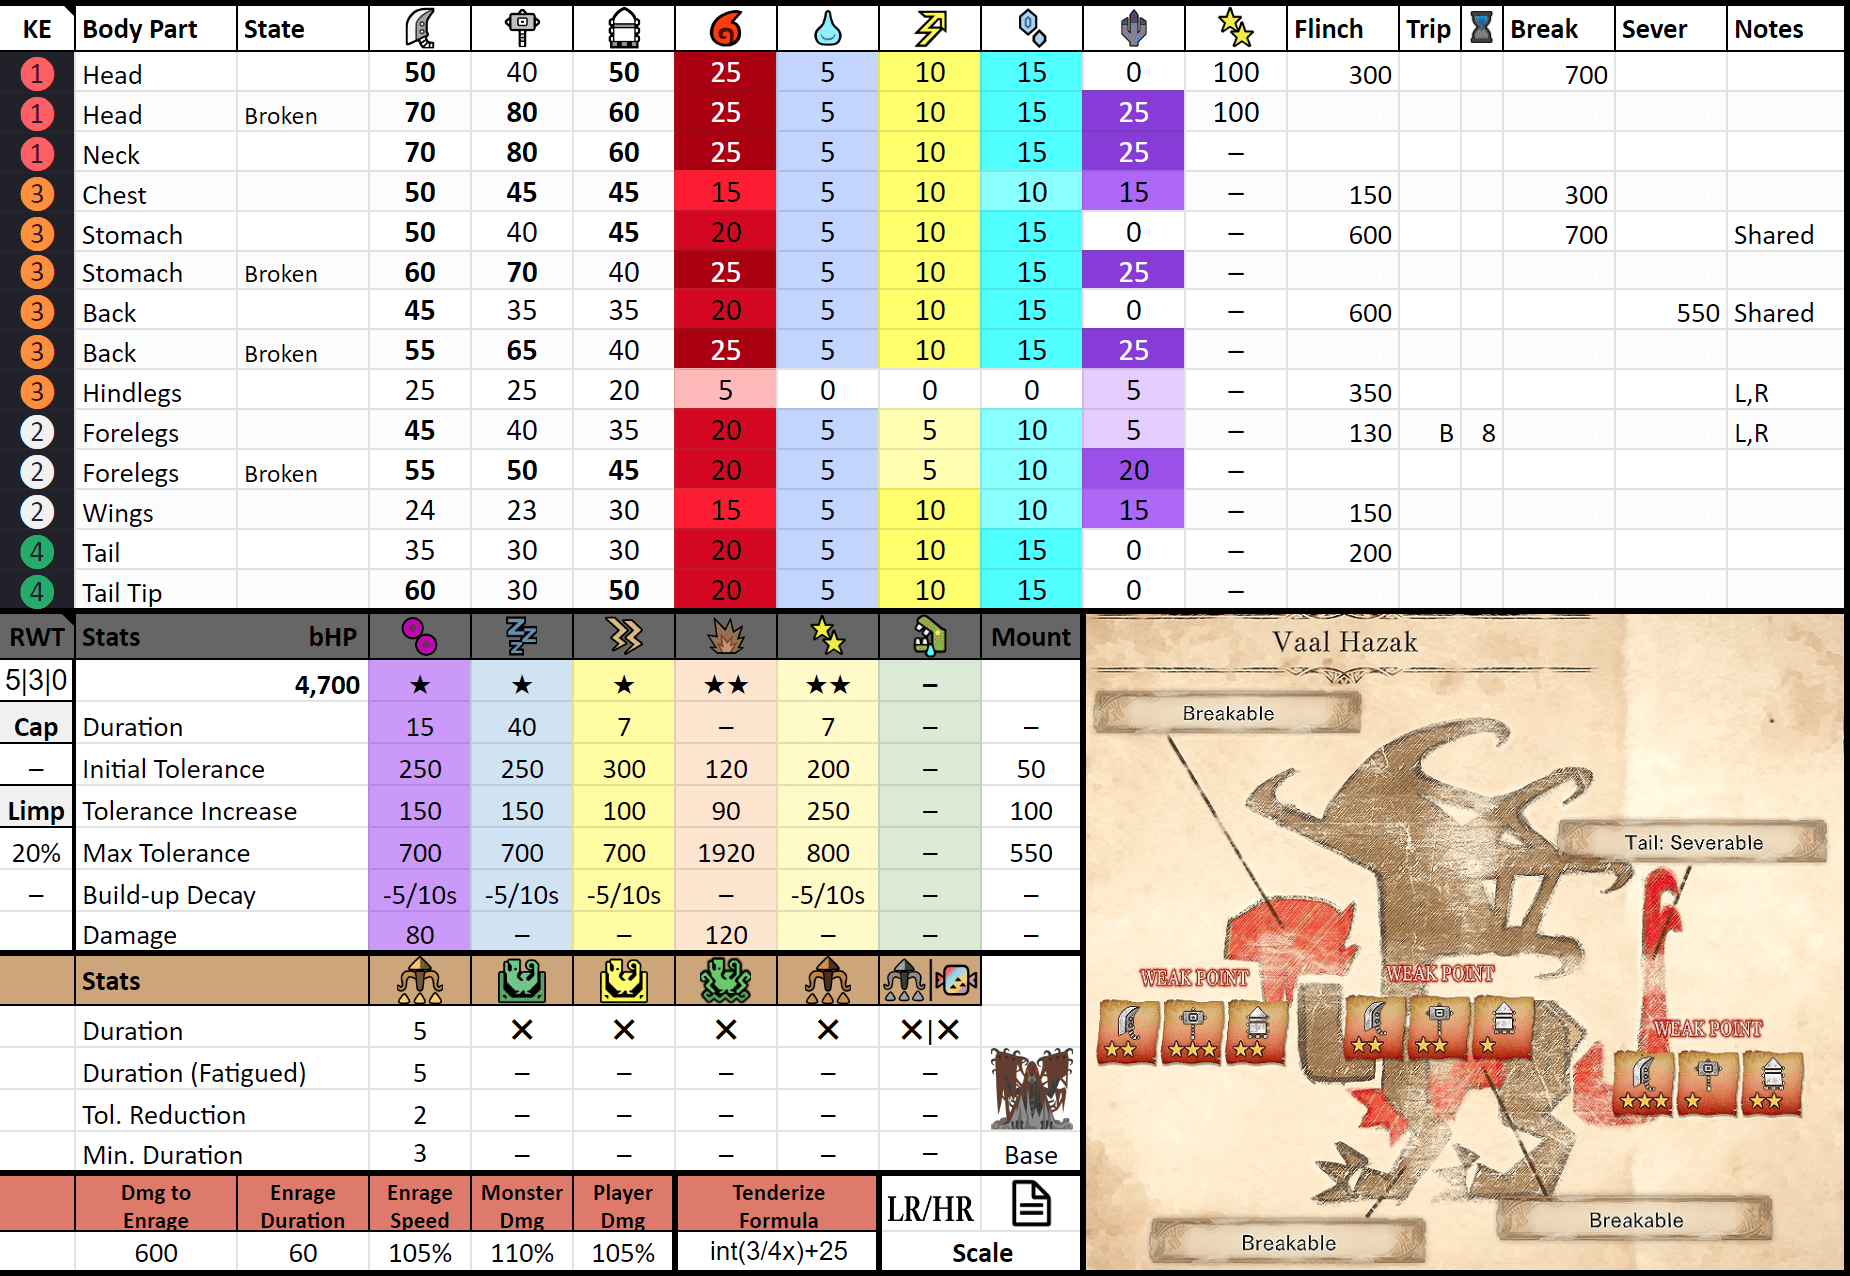 KE Body Part State Flinch Trip Break Sever Notes
1 Head 50 40 50 25 5 10 15 0 100 300 700
1 Head Broken 70 80 60 25 5 10 15 25 100
1 Neck 70 80 60 25 5 10 15 25 –
3 Chest 50 45 45 15 5 10 10 15 – 150 300
3 Stomach 50 40 45 20 5 10 15 0 – 600 700 Shared
3 Stomach Broken 60 70 40 25 5 10 15 25 –
3 Back 45 35 35 20 5 10 15 0 – 600 550 Shared
3 Back Broken 55 65 40 25 5 10 15 25 –
3 Hindlegs 25 25 20 5 0 0 0 5 – 350 L,R
2 Forelegs 45 40 35 20 5 5 10 5 – 130 B 8 L,R
2 Forelegs Broken 55 50 45 20 5 5 10 20 –
2 Wings 24 23 30 15 5 10 10 15 – 150
4 Tail 35 30 30 20 5 10 15 0 – 200
4 Tail Tip 60 30 50 20 5 10 15 0 –
RWT Stats bHP Mount
5|3|0 4,700 ★ ★ ★ ★★ ★★ –
Cap Duration 15 40 7 – 7 – –
– Initial Tolerance 250 250 300 120 200 – 50
Limp Tolerance Increase 150 150 100 90 250 – 100
20% Max Tolerance 700 700 700 1920 800 – 550
– Build-up Decay -5/10s -5/10s -5/10s – -5/10s – –
Damage 80 – – 120 – – –
Stats
Duration 5 ✕ ✕ ✕ ✕ ✕|✕
Duration (Fatigued) 5 – – – – –
Tol. Reduction 2 – – – – –
Min. Duration 3 – – – – – Base
Dmg to Enrage Enrage Duration Enrage Speed Monster Dmg Player Dmg Tenderize Formula LR/HR
600 60 105% 110% 105% int(3/4x)+25 Scale
Vaal Hazak
Breakable
Tail: Severable
WEAK POINT
WEAK POINT
WEAK POINT
Breakable
Breakable